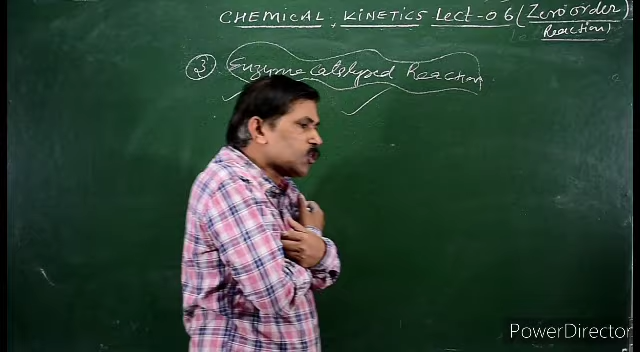 CHEMICAL KINETICS Lect-06 (Zero order Reaction)
③ Enzyme catalysed Reaction
PowerDirector